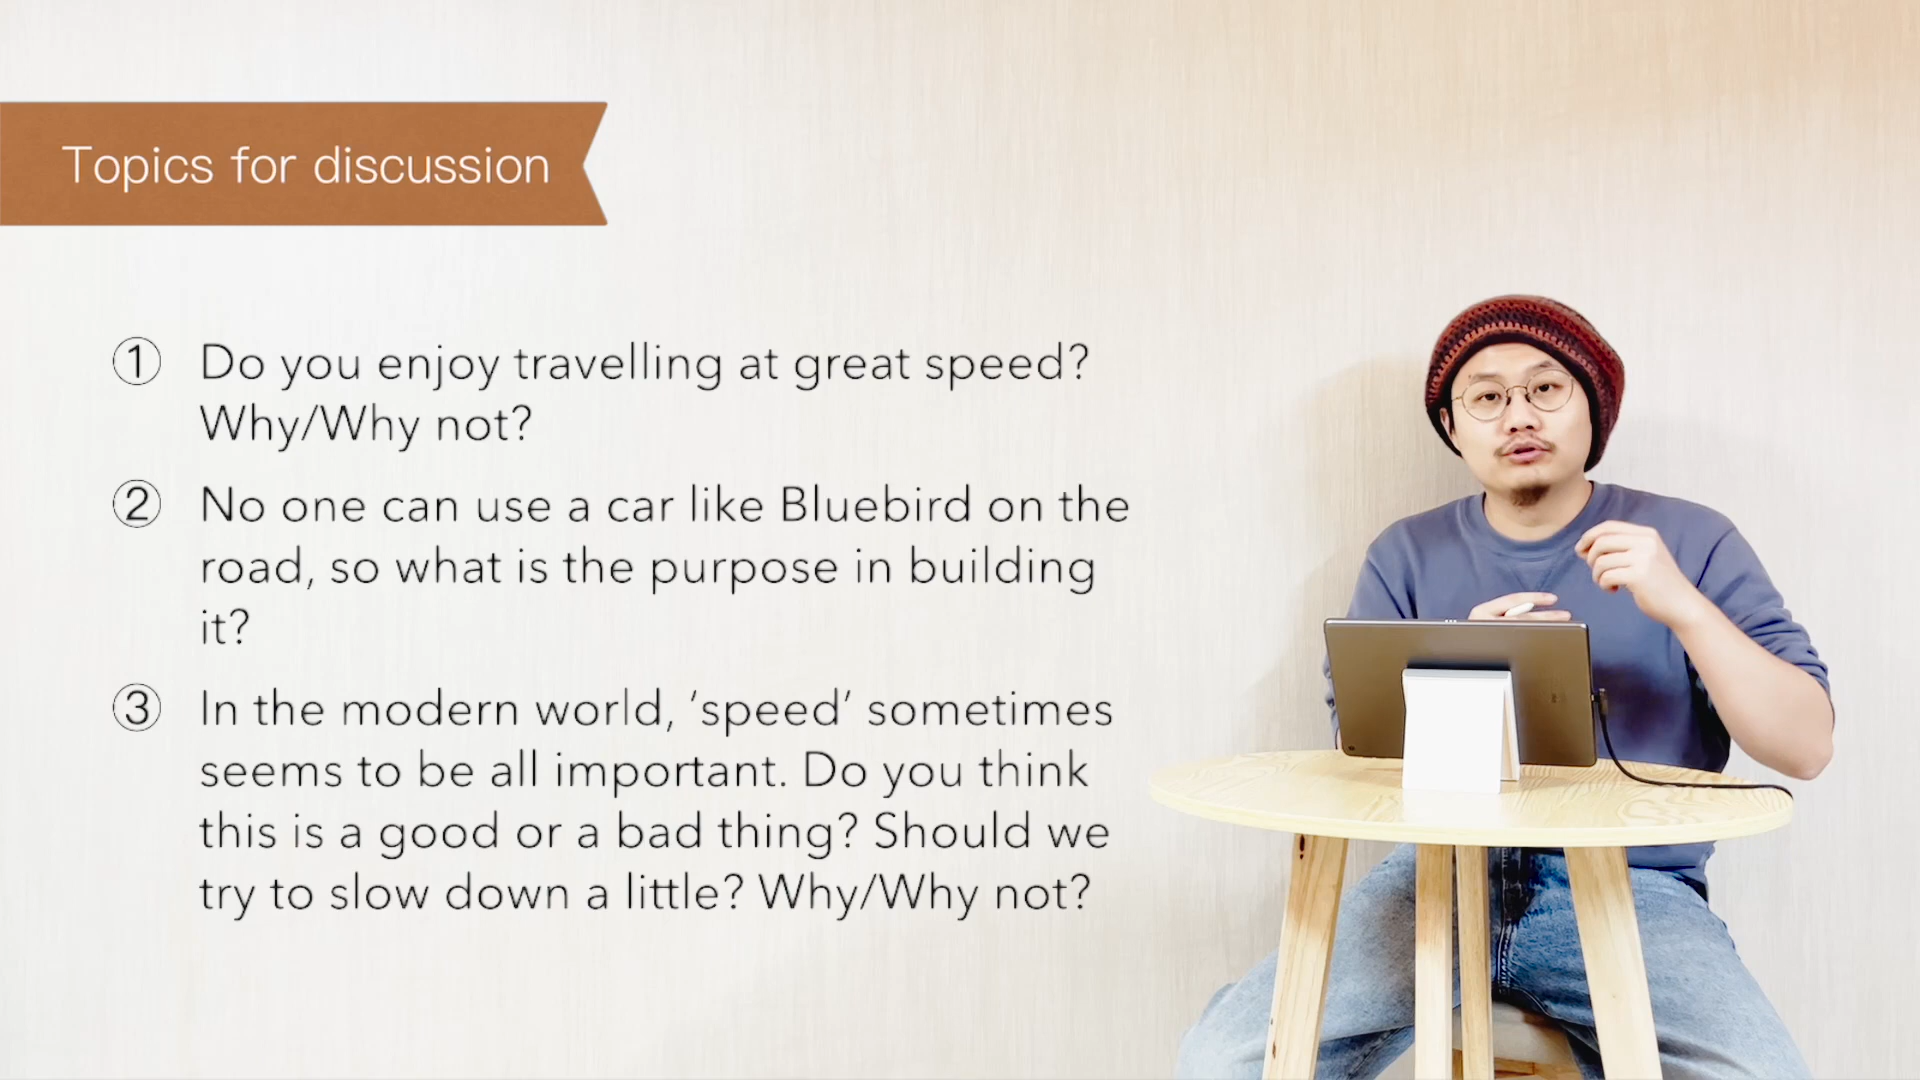 Topics for discussion
① Do you enjoy travelling at great speed?
Why/Why not?
② No one can use a car like Bluebird on the
road, so what is the purpose in building
it?
③ In the modern world, ‘speed’ sometimes
seems to be all important. Do you think
this is a good or a bad thing? Should we
try to slow down a little? Why/Why not?